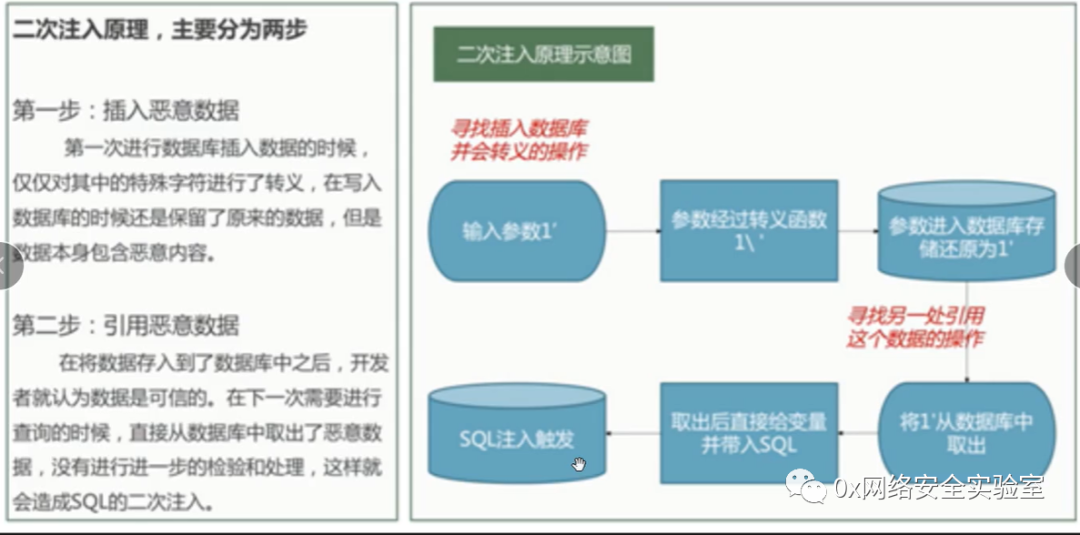 二次注入原理，主要分为两步
第一步：插入恶意数据
第一次进行数据库插入数据的时候，
仅仅对其中的特殊字符进行了转义，在写入
数据库的时候还是保留了原来的数据，但是
数据本身包含恶意内容。
第二步：引用恶意数据
在将数据存入到了数据库中之后，开发
者就认为数据是可信的。在下一次需要进行
查询的时候，直接从数据库中取出了恶意数
据，没有进行进一步的检验和处理，这样就
会造成SQL的二次注入。
二次注入原理示意图
寻找插入数据库
并会转义的操作
输入参数1'
参数经过转义函数
1\ '
参数进入数据库存
储还原为1'
寻找另一处引用
这个数据的操作
将1'从数据库中
取出
取出后直接给变量
并带入SQL
SQL注入触发
0x网络安全实验室